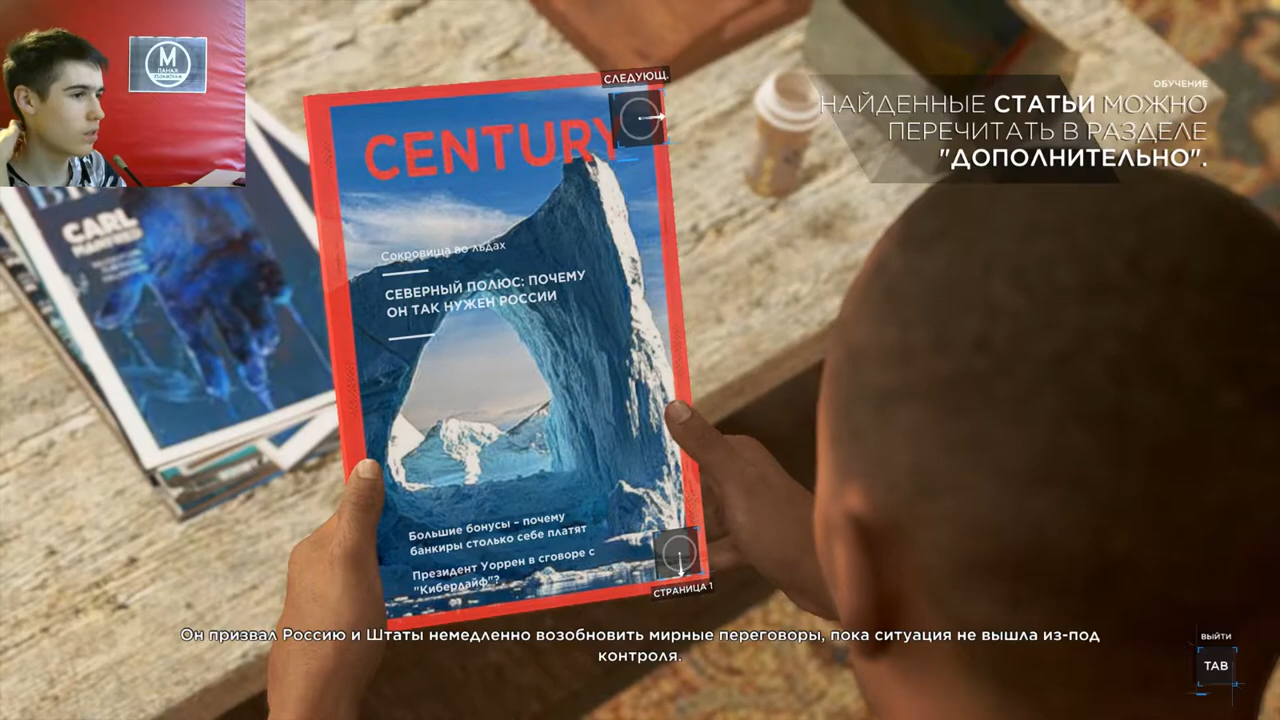 М
СЛЕДУЮЩ.
ОБУЧЕНИЕ
НАЙДЕННЫЕ СТАТЬИ МОЖНО
ПЕРЕЧИТАТЬ В РАЗДЕЛЕ
"ДОПОЛНИТЕЛЬНО".
CENTURY
CARL
Сокровища во льдах
СЕВЕРНЫЙ ПОЛЮС: ПОЧЕМУ
ОН ТАК НУЖЕН РОССИИ
Большие бонусы – почему
банкиры столько себе платят
Президент Уоррен в сговоре с
"Киберлайф"?
СТРАНИЦА 1
Он призвал Россию и Штаты немедленно возобновить мирные переговоры, пока ситуация не вышла из-под
контроля.
ВЫЙТИ
TAB